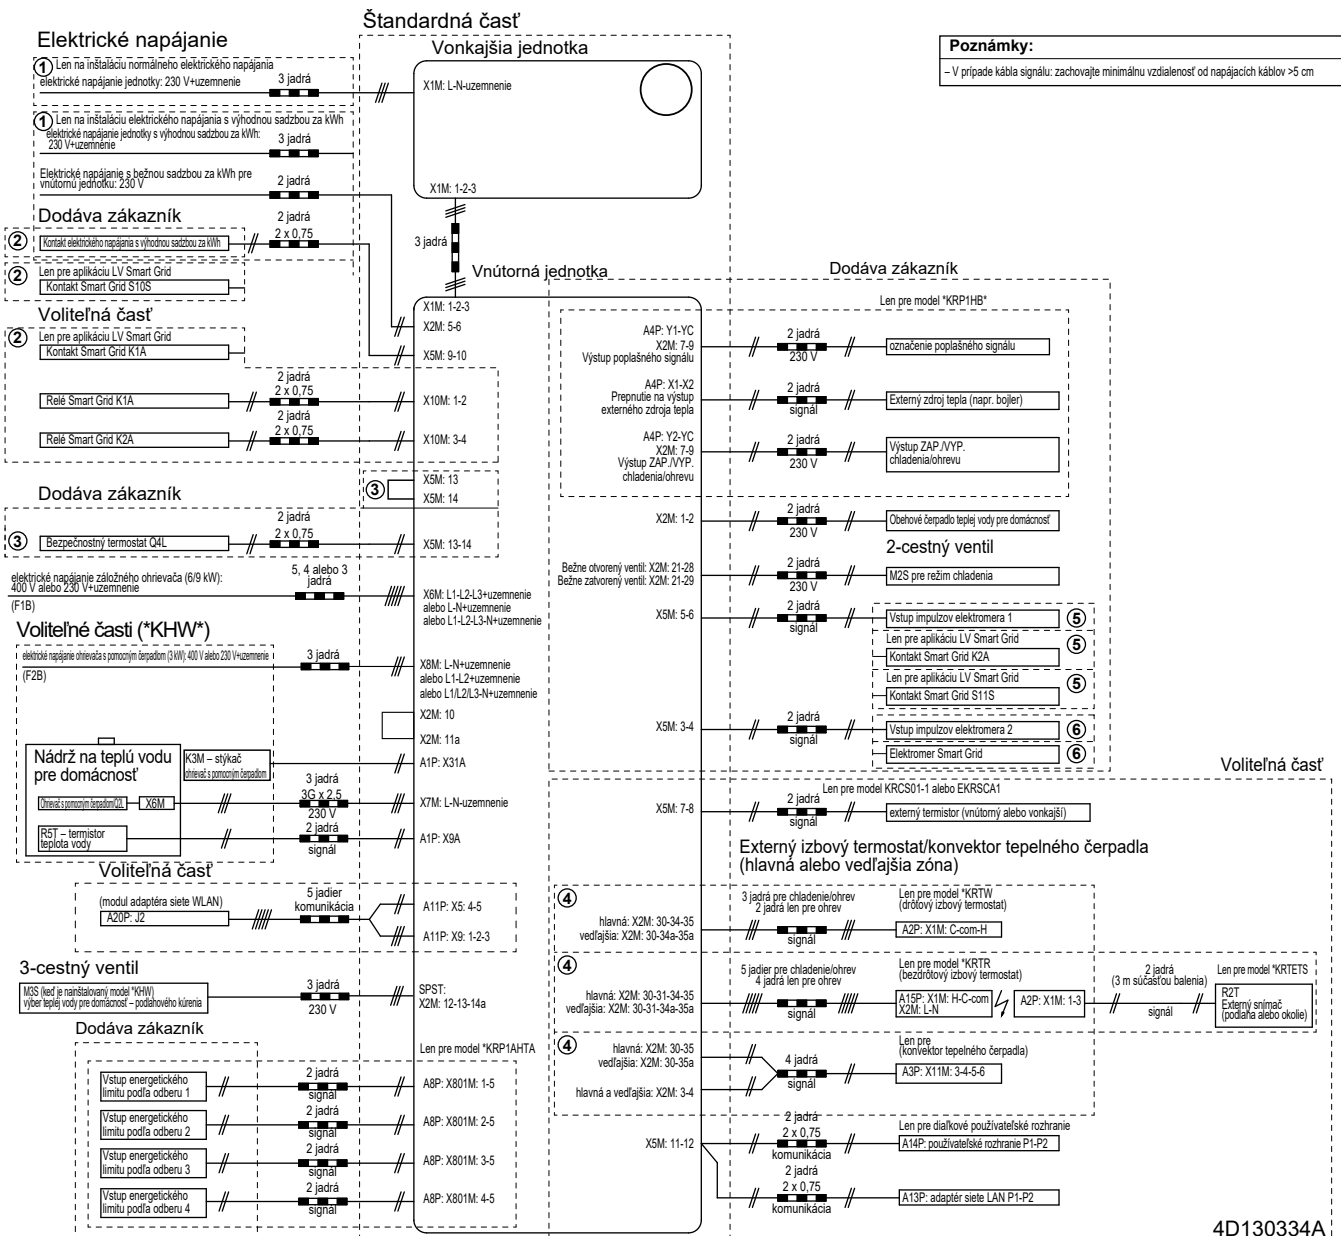 Štandardná časť
Elektrické napájanie
① Len na inštaláciu normálneho elektrického napájania
elektrické napájanie jednotky: 230 V+uzemnenie
3 jadrá
① Len na inštaláciu elektrického napájania s výhodnou sadzbou za kWh
elektrické napájanie jednotky s výhodnou sadzbou za kWh:
230 V+uzemnenie
3 jadrá
Elektrické napájanie s bežnou sadzbou za kWh pre
vnútornú jednotku: 230 V
2 jadrá
Dodáva zákazník
2 jadrá
2 x 0,75
② Kontakt elektrického napájania s výhodnou sadzbou za kWh
② Len pre aplikáciu LV Smart Grid
Kontakt Smart Grid S10S
Voliteľná časť
② Len pre aplikáciu LV Smart Grid
Kontakt Smart Grid K1A
2 jadrá
2 x 0,75
Relé Smart Grid K1A
2 jadrá
2 x 0,75
Relé Smart Grid K2A
Dodáva zákazník
2 jadrá
2 x 0,75
③ Bezpečnostný termostat Q4L
elektrické napájanie záložného ohrievača (6/9 kW):
400 V alebo 230 V+uzemnenie
(F1B)
5, 4 alebo 3
jadrá
Voliteľné časti (*KHW*)
elektrické napájanie ohrievača s pomocným čerpadlom (3 kW): 400 V alebo 230 V+uzemnenie
(F2B)
3 jadrá
Nádrž na teplú vodu
pre domácnosť
K3M – stýkač
ohrievač s pomocným čerpadlom
Ohrievač s pomocným čerpadlom/Q2L
X6M
3 jadrá
3G x 2,5
230 V
R5T – termistor
teplota vody
2 jadrá
signál
Voliteľná časť
(modul adaptéra siete WLAN)
A20P: J2
5 jadier
komunikácia
3-cestný ventil
M3S (keď je nainštalovaný model *KHW)
výber teplej vody pre domácnosť – podlahového kúrenia
3 jadrá
230 V
Dodáva zákazník
Vstup energetického
limitu podľa odberu 1
2 jadrá
signál
Vstup energetického
limitu podľa odberu 2
2 jadrá
signál
Vstup energetického
limitu podľa odberu 3
2 jadrá
signál
Vstup energetického
limitu podľa odberu 4
2 jadrá
signál
Vonkajšia jednotka
X1M: L-N-uzemnenie
X1M: 1-2-3
3 jadrá
Vnútorná jednotka
X1M: 1-2-3
X2M: 5-6
X5M: 9-10
X10M: 1-2
X10M: 3-4
③
X5M: 13
X5M: 14
X5M: 13-14
X6M: L1-L2-L3+uzemnenie
alebo L-N+uzemnenie
alebo L1-L2-L3-N+uzemnenie
X8M: L-N+uzemnenie
alebo L1-L2+uzemnenie
alebo L1/L2/L3-N+uzemnenie
X2M: 10
X2M: 11a
A1P: X31A
X7M: L-N-uzemnenie
A1P: X9A
A11P: X5: 4-5
A11P: X9: 1-2-3
SPST:
X2M: 12-13-14a
Len pre model *KRP1AHTA
A8P: X801M: 1-5
A8P: X801M: 2-5
A8P: X801M: 3-5
A8P: X801M: 4-5
Poznámky:
– V prípade kábla signálu: zachovajte minimálnu vzdialenosť od napájacích káblov >5 cm
Dodáva zákazník
Len pre model *KRP1HB*
A4P: Y1-YC
X2M: 7-9
Výstup poplašného signálu
2 jadrá
230 V
označenie poplašného signálu
A4P: X1-X2
Prepnutie na výstup
externého zdroja tepla
2 jadrá
signál
Externý zdroj tepla (napr. bojler)
A4P: Y2-YC
X2M: 7-9
Výstup ZAP./VYP.
chladenia/ohrevu
2 jadrá
230 V
Výstup ZAP./VYP.
chladenia/ohrevu
X2M: 1-2
2 jadrá
230 V
Obehové čerpadlo teplej vody pre domácnosť
2-cestný ventil
Bežne otvorený ventil: X2M: 21-28
Bežne zatvorený ventil: X2M: 21-29
2 jadrá
230 V
M2S pre režim chladenia
X5M: 5-6
2 jadrá
signál
Vstup impulzov elektromera 1 ⑤
Len pre aplikáciu LV Smart Grid
Kontakt Smart Grid K2A ⑤
Len pre aplikáciu LV Smart Grid
Kontakt Smart Grid S11S ⑤
X5M: 3-4
2 jadrá
signál
Vstup impulzov elektromera 2 ⑥
Elektromer Smart Grid ⑥
Voliteľná časť
Len pre model KRCS01-1 alebo EKRSCA1
X5M: 7-8
2 jadrá
signál
externý termistor (vnútorný alebo vonkajší)
Externý izbový termostat/konvektor tepelného čerpadla
(hlavná alebo vedľajšia zóna)
④
hlavná: X2M: 30-34-35
vedľajšia: X2M: 30-34a-35a
3 jadrá pre chladenie/ohrev
2 jadrá len pre ohrev
signál
Len pre model *KRTW
(drôtový izbový termostat)
A2P: X1M: C-com-H
④
hlavná: X2M: 30-31-34-35
vedľajšia: X2M: 30-31-34a-35a
5 jadier pre chladenie/ohrev
4 jadrá len pre ohrev
signál
Len pre model *KRTR
(bezdrôtový izbový termostat)
A15P: X1M: H-C-com
X2M: L-N
A2P: X1M: 1-3
2 jadrá
(3 m súčasťou balenia)
signál
Len pre model *KRTETS
R2T
Externý snímač
(podlaha alebo okolie)
④
hlavná: X2M: 30-35
vedľajšia: X2M: 30-35a
hlavná a vedľajšia: X2M: 3-4
4 jadrá
signál
Len pre
(konvektor tepelného čerpadla)
A3P: X11M: 3-4-5-6
X5M: 11-12
2 jadrá
2 x 0,75
komunikácia
Len pre diaľkové používateľské rozhranie
A14P: používateľské rozhranie P1-P2
2 jadrá
2 x 0,75
komunikácia
A13P: adaptér siete LAN P1-P2
4D130334A